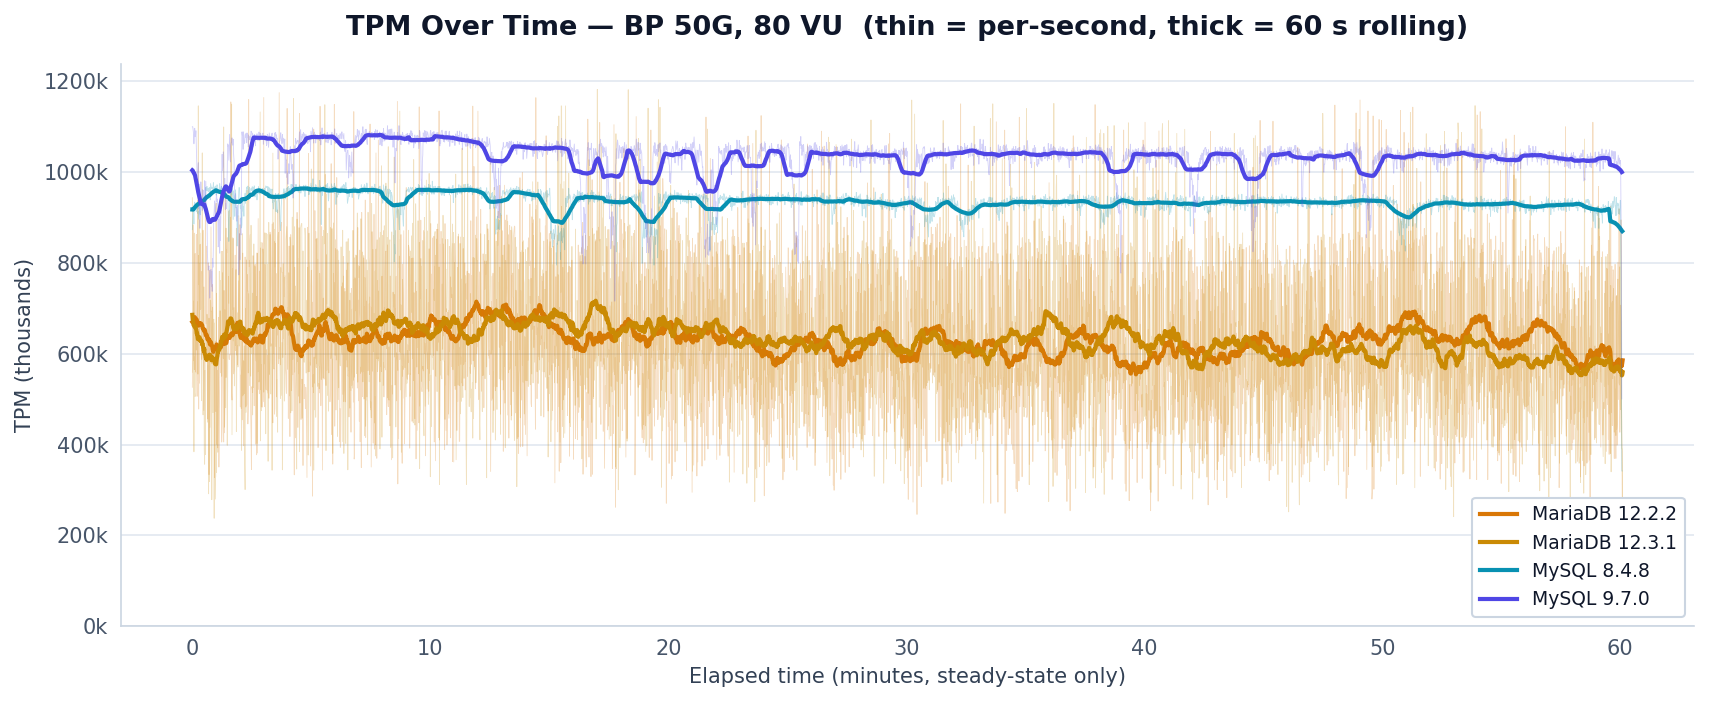 TPM Over Time — BP 50G, 80 VU (thin = per-second, thick = 60 s rolling)
TPM (thousands)
1200k
1000k
800k
600k
400k
200k
0k
0 10 20 30 40 50 60
Elapsed time (minutes, steady-state only)
MariaDB 12.2.2
MariaDB 12.3.1
MySQL 8.4.8
MySQL 9.7.0